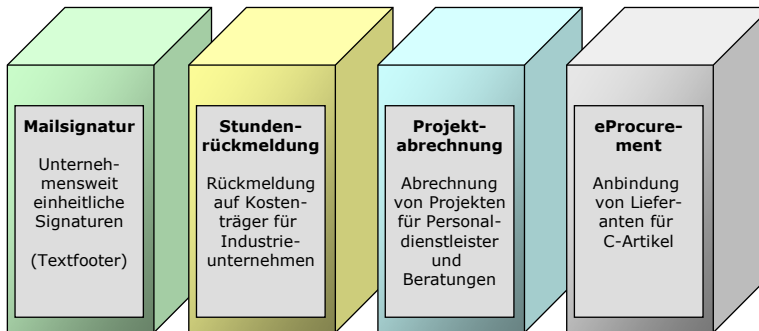 Mailsignatur
Unterneh-
mensweit
einheitliche
Signaturen
(Textfooter)
Stunden-
rückmeldung
Rückmeldung
auf Kosten-
träger für
Industrie-
unternehmen
Projekt-
abrechnung
Abrechnung
von Projekten
für Personal-
dienstleister
und
Beratungen
eProcure-
ment
Anbindung
von Liefer-
anten für
C-Artikel